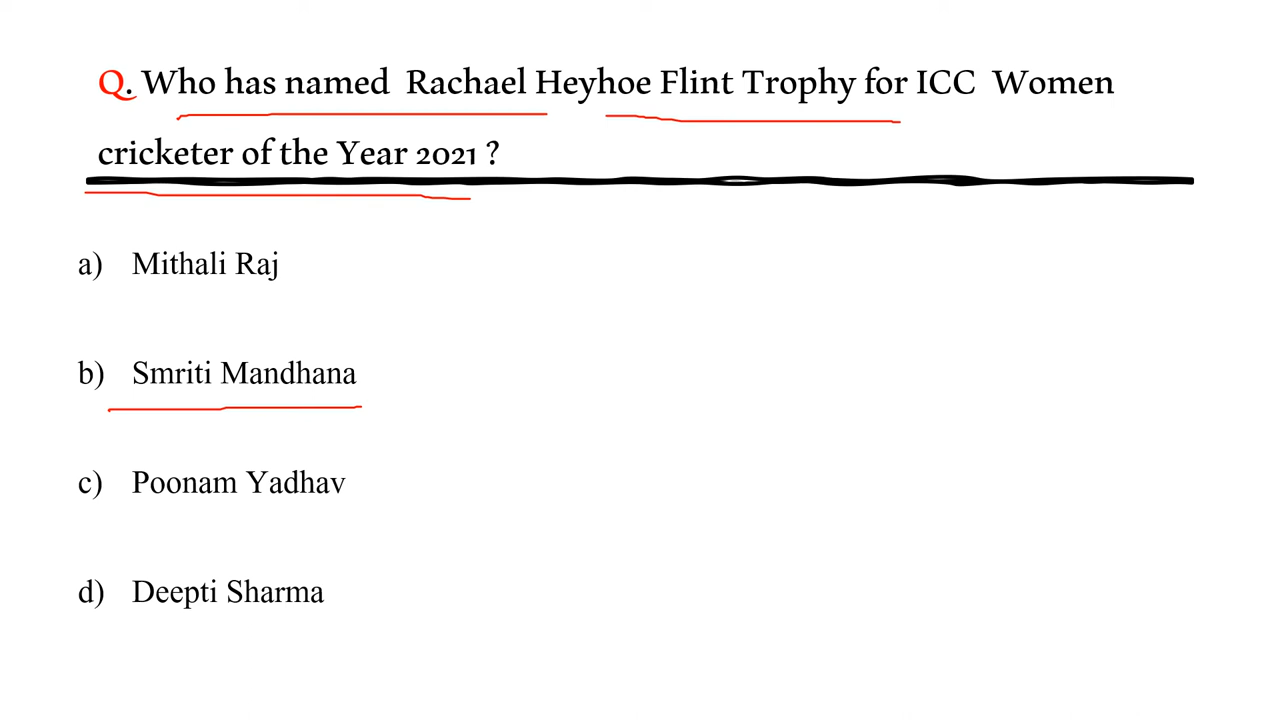 Q. Who has named Rachael Heyhoe Flint Trophy for ICC Women
cricketer of the Year 2021 ?
a) Mithali Raj
b) Smriti Mandhana
c) Poonam Yadhav
d) Deepti Sharma